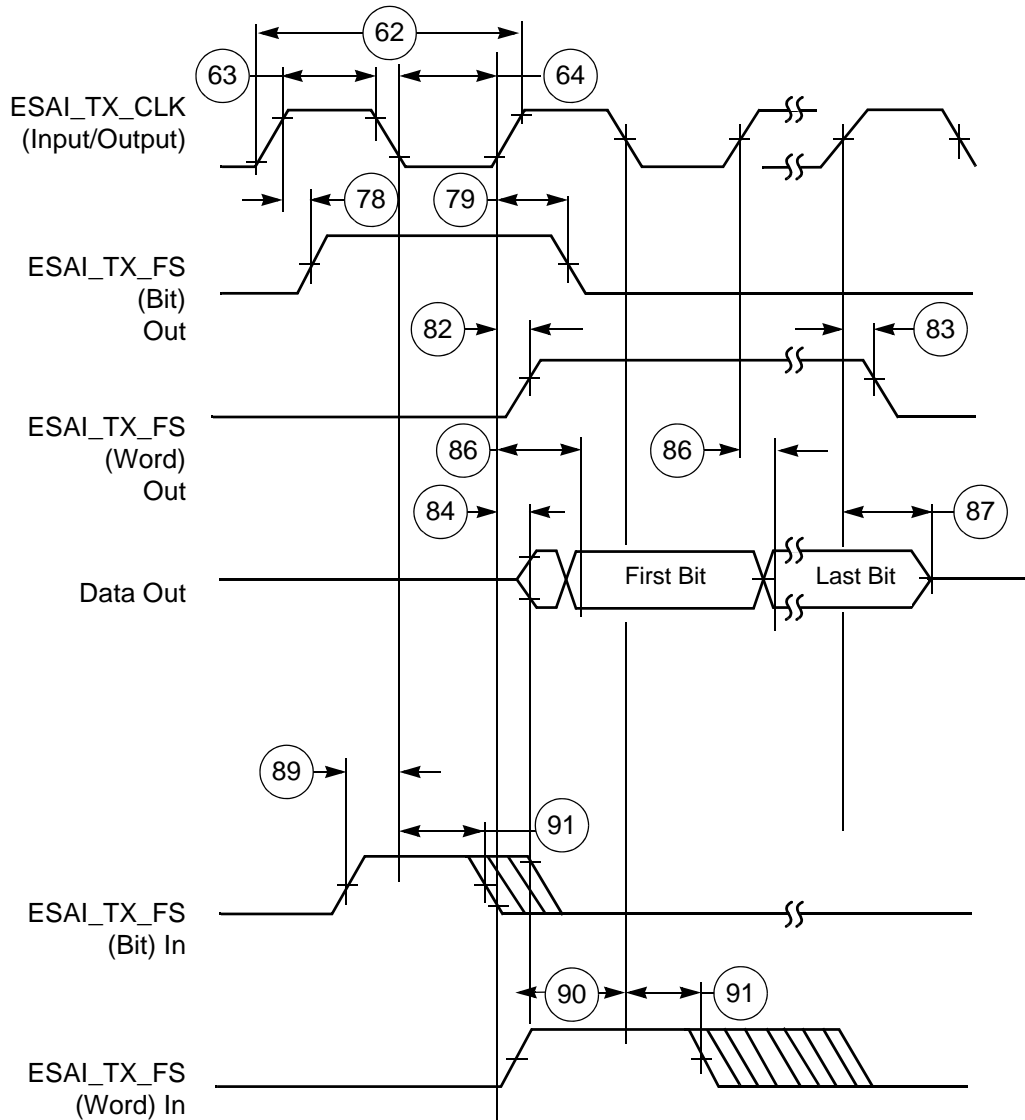 62
63
64
ESAI_TX_CLK
(Input/Output)
78
79
ESAI_TX_FS
(Bit)
Out
82
83
ESAI_TX_FS
(Word)
Out
86
86
84
87
Data Out
First Bit
Last Bit
89
91
ESAI_TX_FS
(Bit) In
90
91
ESAI_TX_FS
(Word) In